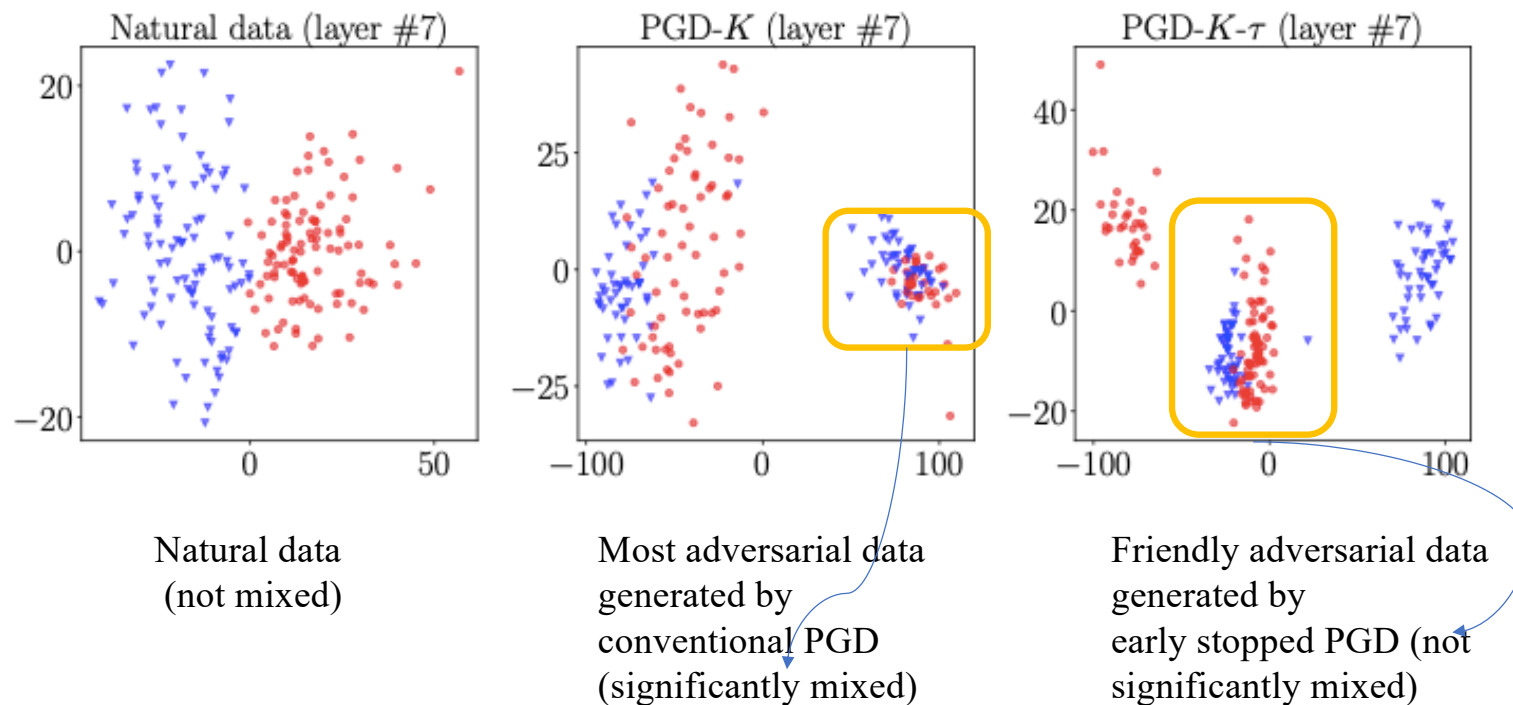 Natural data (layer #7)
20
0
−20
0
50
PGD-K (layer #7)
25
0
−25
−100
0
100
PGD-K-τ (layer #7)
40
20
0
−20
−100
0
100
Natural data
(not mixed)
Most adversarial data
generated by
conventional PGD
(significantly mixed)
Friendly adversarial data
generated by
early stopped PGD (not
significantly mixed)